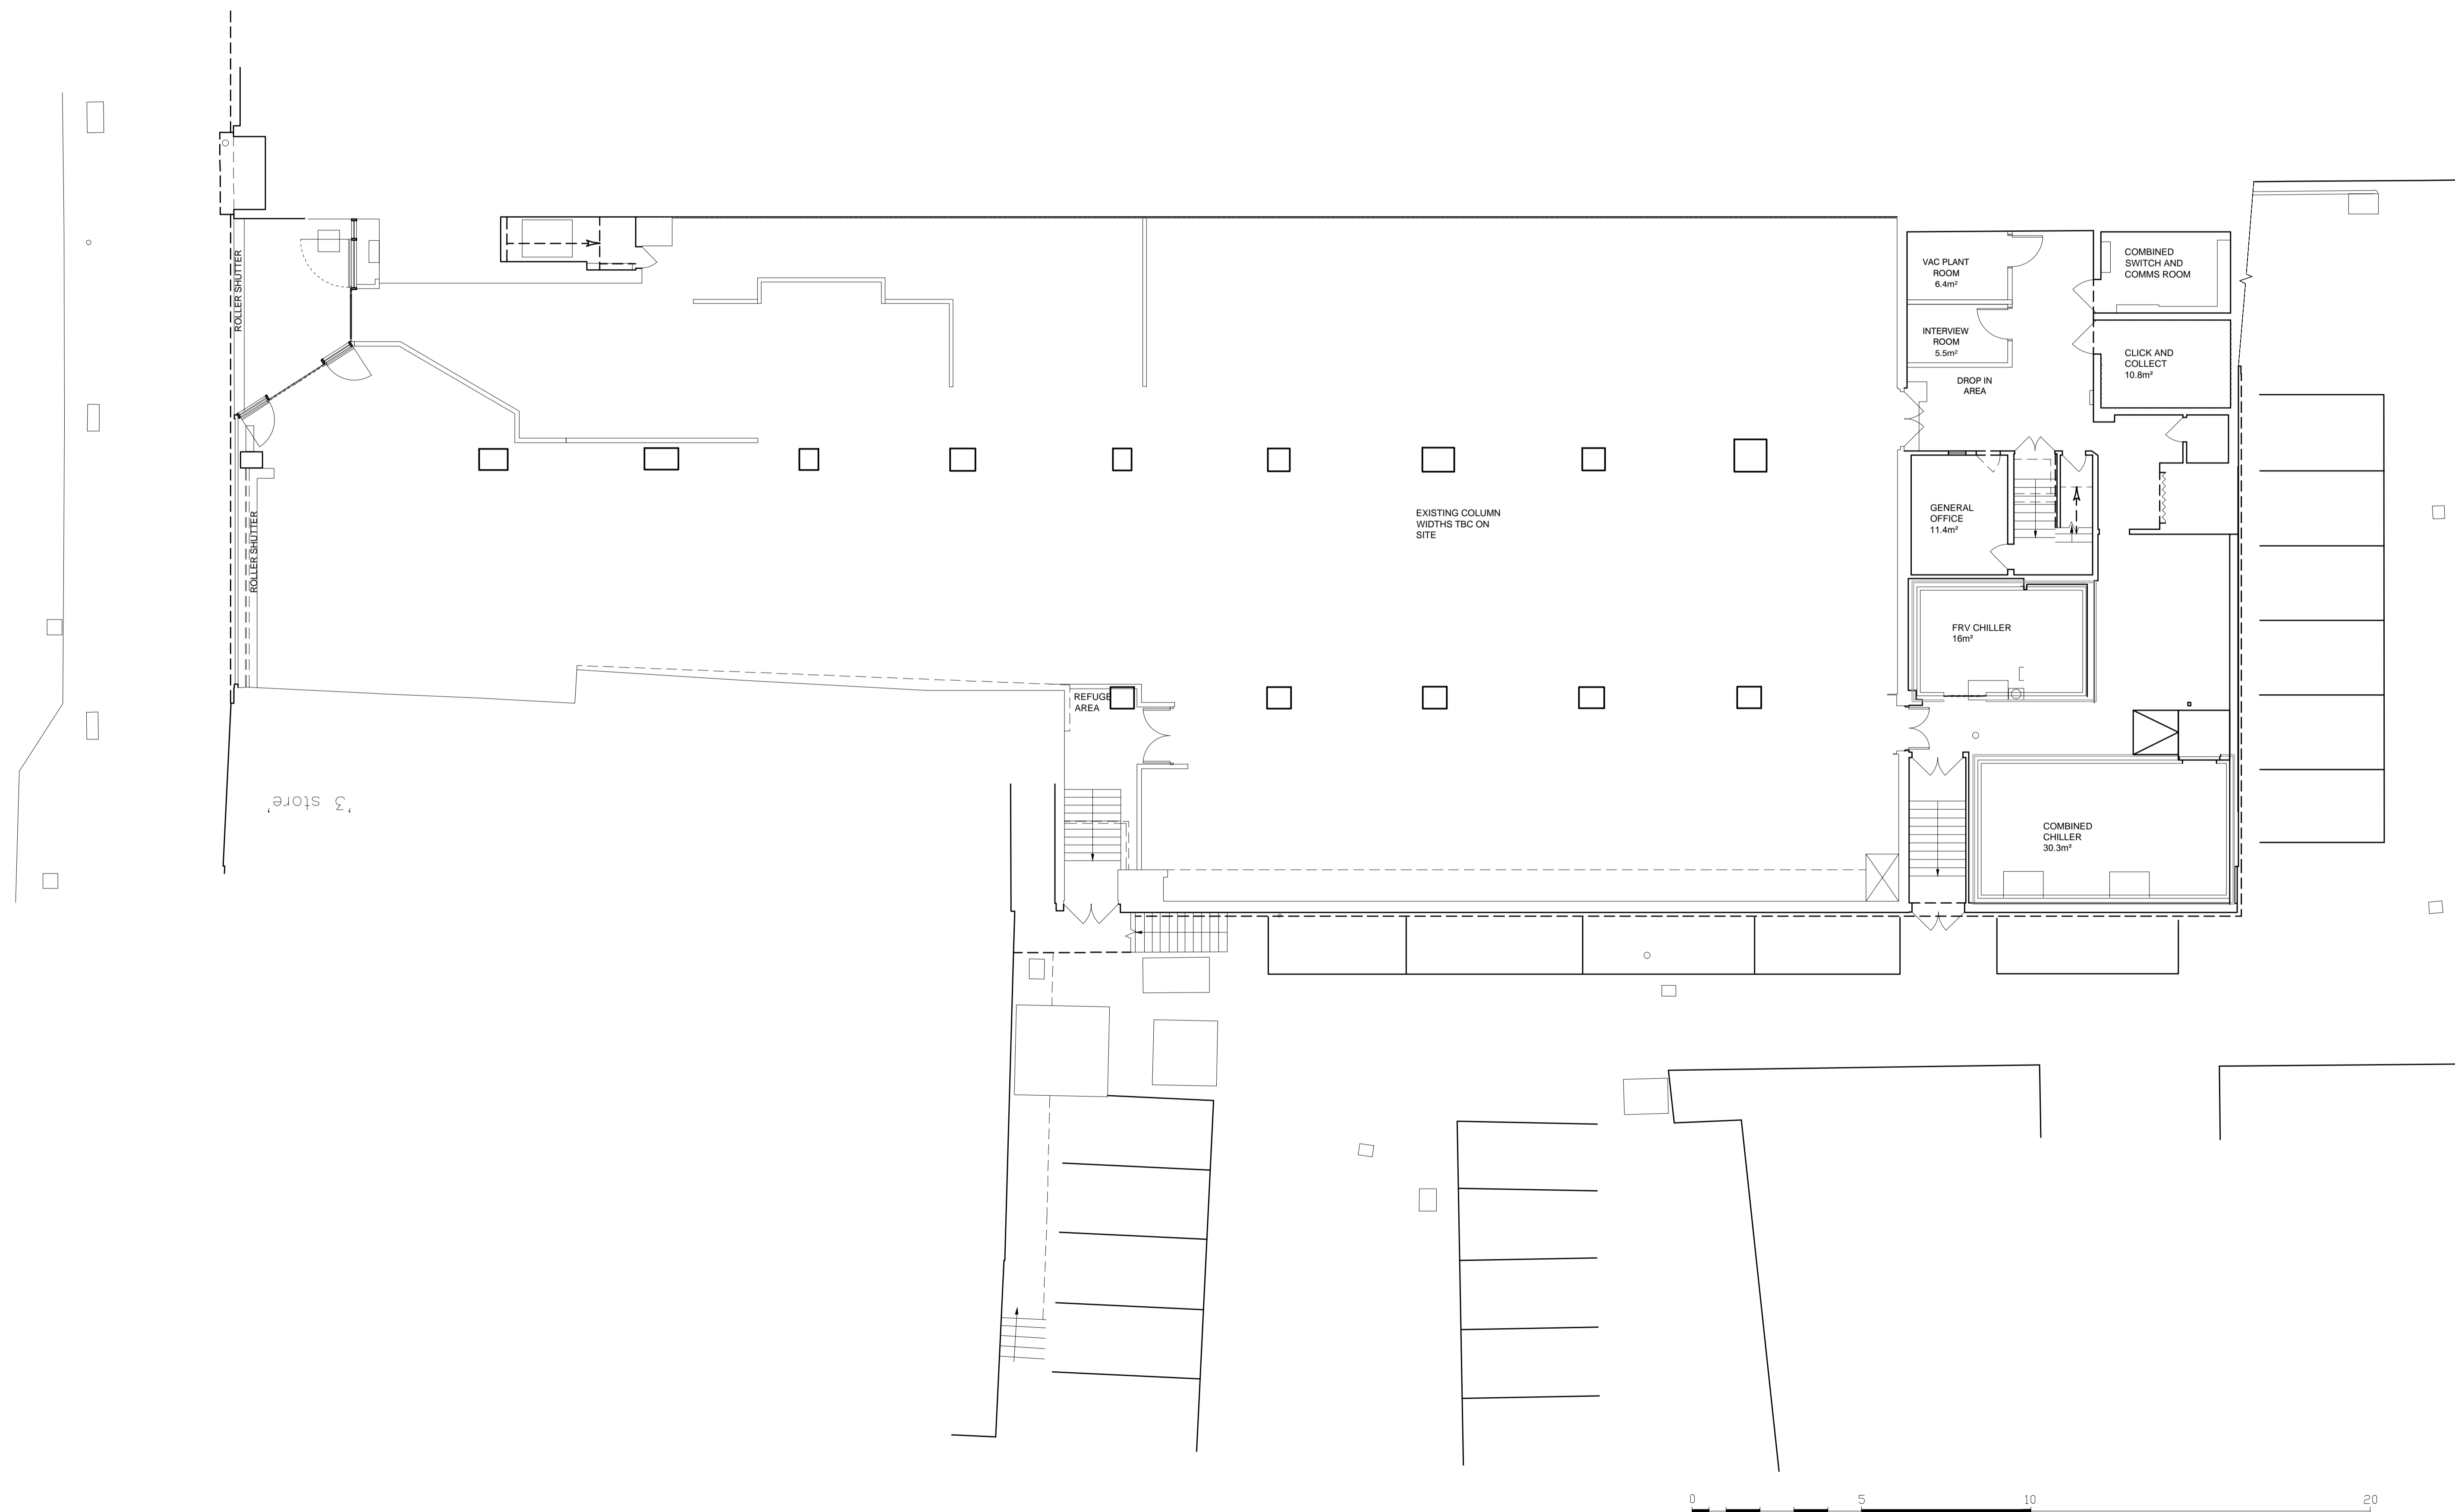 ROLLER SHUTTER
ROLLER SHUTTER
VAC PLANT
ROOM
6.4m²
COMBINED
SWITCH AND
COMMS ROOM
INTERVIEW
ROOM
5.5m²
CLICK AND
COLLECT
10.8m²
DROP IN
AREA
EXISTING COLUMN
WIDTHS TBC ON
SITE
GENERAL
OFFICE
11.4m²
FRV CHILLER
16m²
REFUGE
AREA
'3 store'
COMBINED
CHILLER
30.3m²
0 5 10 20